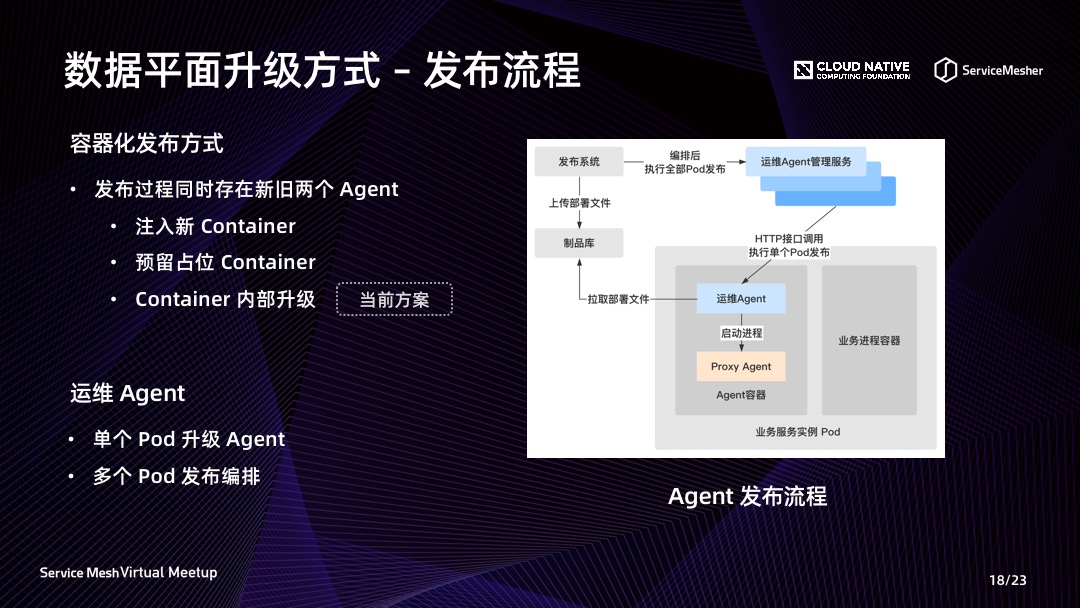 数据平面升级方式 – 发布流程
CLOUD NATIVE
COMPUTING FOUNDATION
ServiceMesher
容器化发布方式
• 发布过程同时存在新旧两个 Agent
• 注入新 Container
• 预留占位 Container
• Container 内部升级
当前方案
运维 Agent
• 单个 Pod 升级 Agent
• 多个 Pod 发布编排
发布系统
编排后
执行全部Pod发布
运维Agent管理服务
上传部署文件
制品库
HTTP接口调用
执行单个Pod发布
拉取部署文件
运维Agent
启动进程
Proxy Agent
Agent容器
业务进程容器
业务服务实例 Pod
Agent 发布流程
Service Mesh Virtual Meetup
18/23